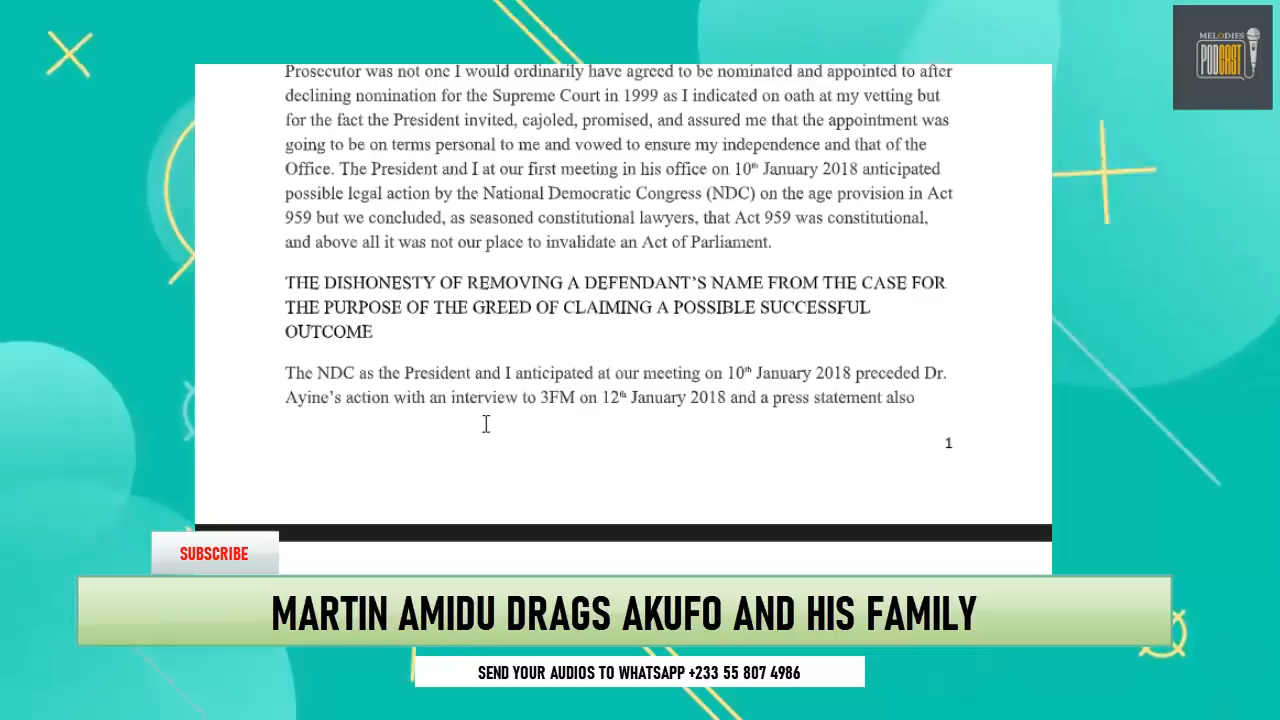 MELODIES
PODCAST
Prosecutor was not one I would ordinarily have agreed to be nominated and appointed to after
declining nomination for the Supreme Court in 1999 as I indicated on oath at my vetting but
for the fact the President invited, cajoled, promised, and assured me that the appointment was
going to be on terms personal to me and vowed to ensure my independence and that of the
Office. The President and I at our first meeting in his office on 10th January 2018 anticipated
possible legal action by the National Democratic Congress (NDC) on the age provision in Act
959 but we concluded, as seasoned constitutional lawyers, that Act 959 was constitutional,
and above all it was not our place to invalidate an Act of Parliament.
THE DISHONESTY OF REMOVING A DEFENDANT’S NAME FROM THE CASE FOR
THE PURPOSE OF THE GREED OF CLAIMING A POSSIBLE SUCCESSFUL
OUTCOME
The NDC as the President and I anticipated at our meeting on 10th January 2018 preceded Dr.
Ayine’s action with an interview to 3FM on 12th January 2018 and a press statement also
1
SUBSCRIBE
MARTIN AMIDU DRAGS AKUFO AND HIS FAMILY
SEND YOUR AUDIOS TO WHATSAPP +233 55 807 4986